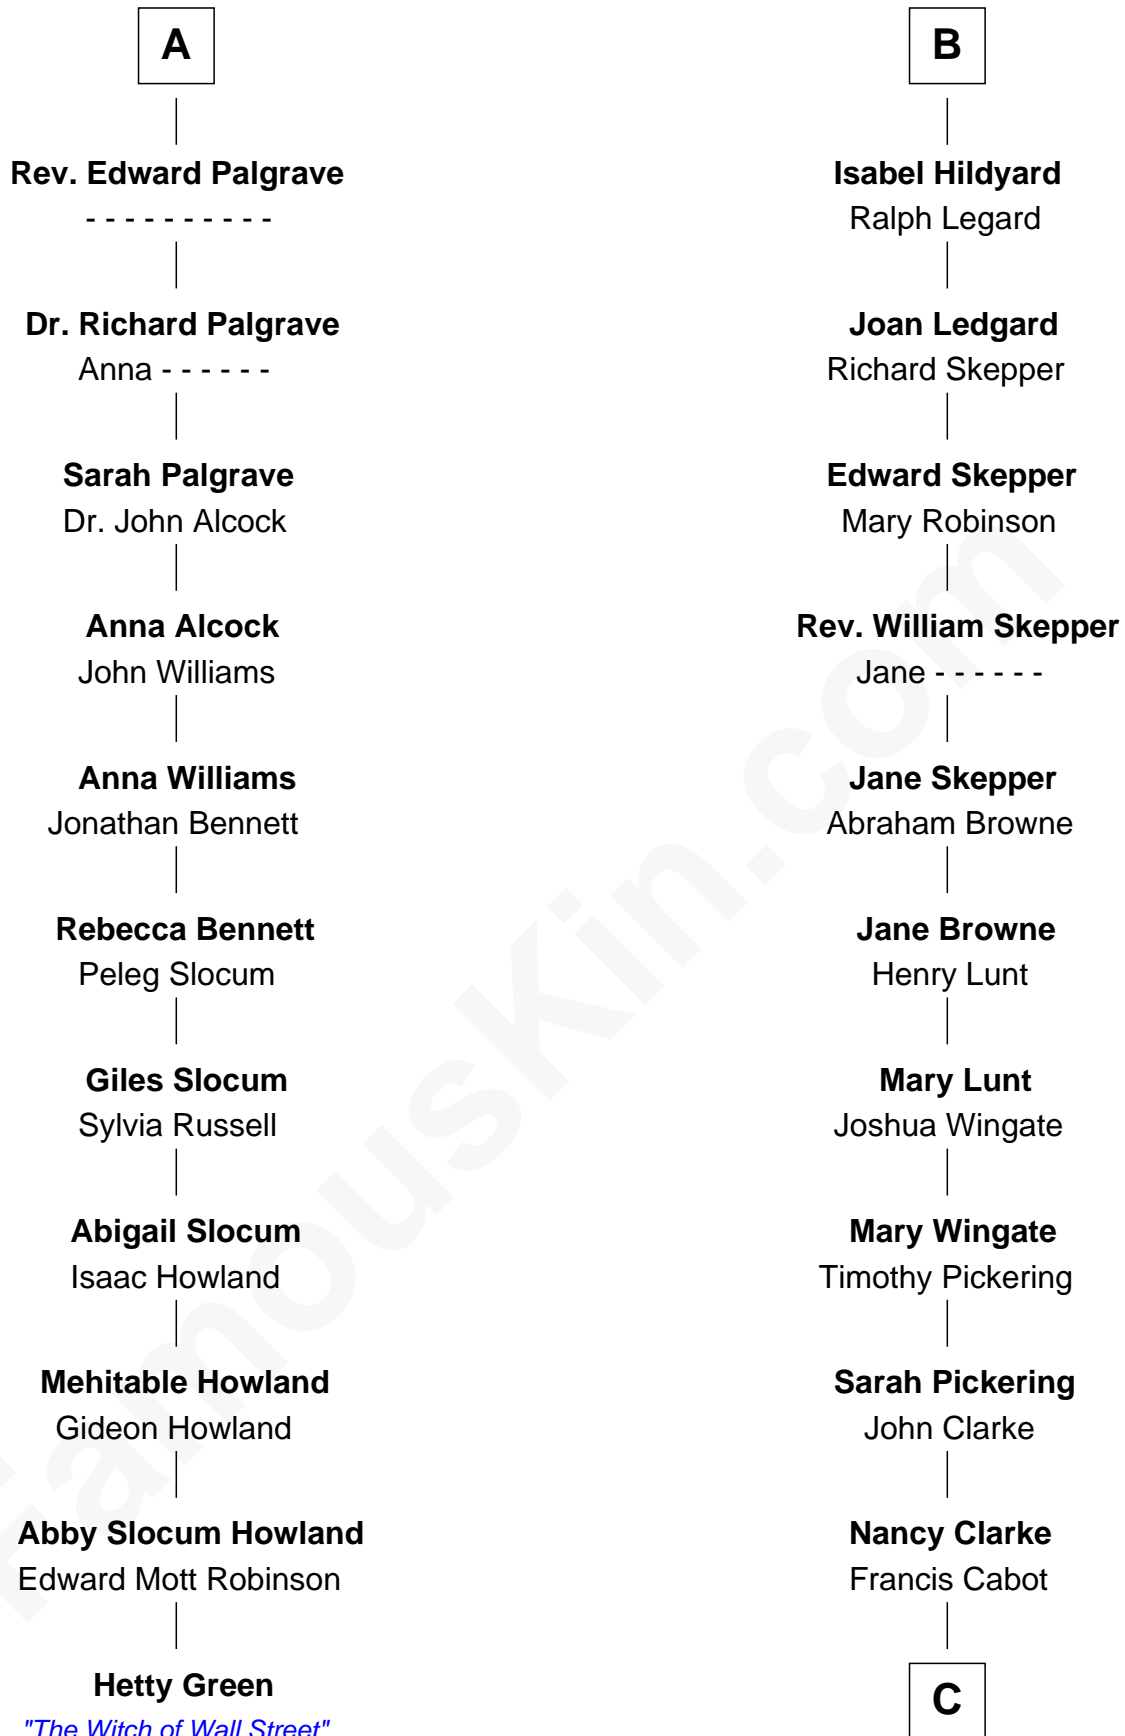 A
Rev. Edward Palgrave
- - - - - - - - - -
Dr. Richard Palgrave
Anna - - - - - -
Sarah Palgrave
Dr. John Alcock
Anna Alcock
John Williams
Anna Williams
Jonathan Bennett
Rebecca Bennett
Peleg Slocum
Giles Slocum
Sylvia Russell
Abigail Slocum
Isaac Howland
Mehitable Howland
Gideon Howland
Abby Slocum Howland
Edward Mott Robinson
Hetty Green
"The Witch of Wall Street"
B
Isabel Hildyard
Ralph Legard
Joan Ledgard
Richard Skepper
Edward Skepper
Mary Robinson
Rev. William Skepper
Jane - - - - - -
Jane Skepper
Abraham Browne
Jane Browne
Henry Lunt
Mary Lunt
Joshua Wingate
Mary Wingate
Timothy Pickering
Sarah Pickering
John Clarke
Nancy Clarke
Francis Cabot
C
FamousKin.com